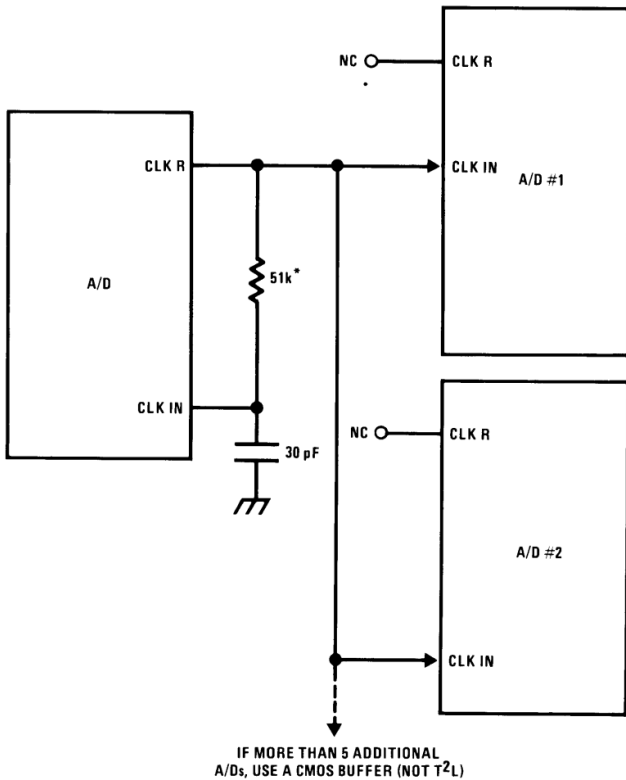 NC
CLK R
CLK R
CLK IN
A/D #1
51k*
A/D
CLK IN
30 pF
NC
CLK R
A/D #2
CLK IN
IF MORE THAN 5 ADDITIONAL
A/Ds, USE A CMOS BUFFER (NOT T²L)